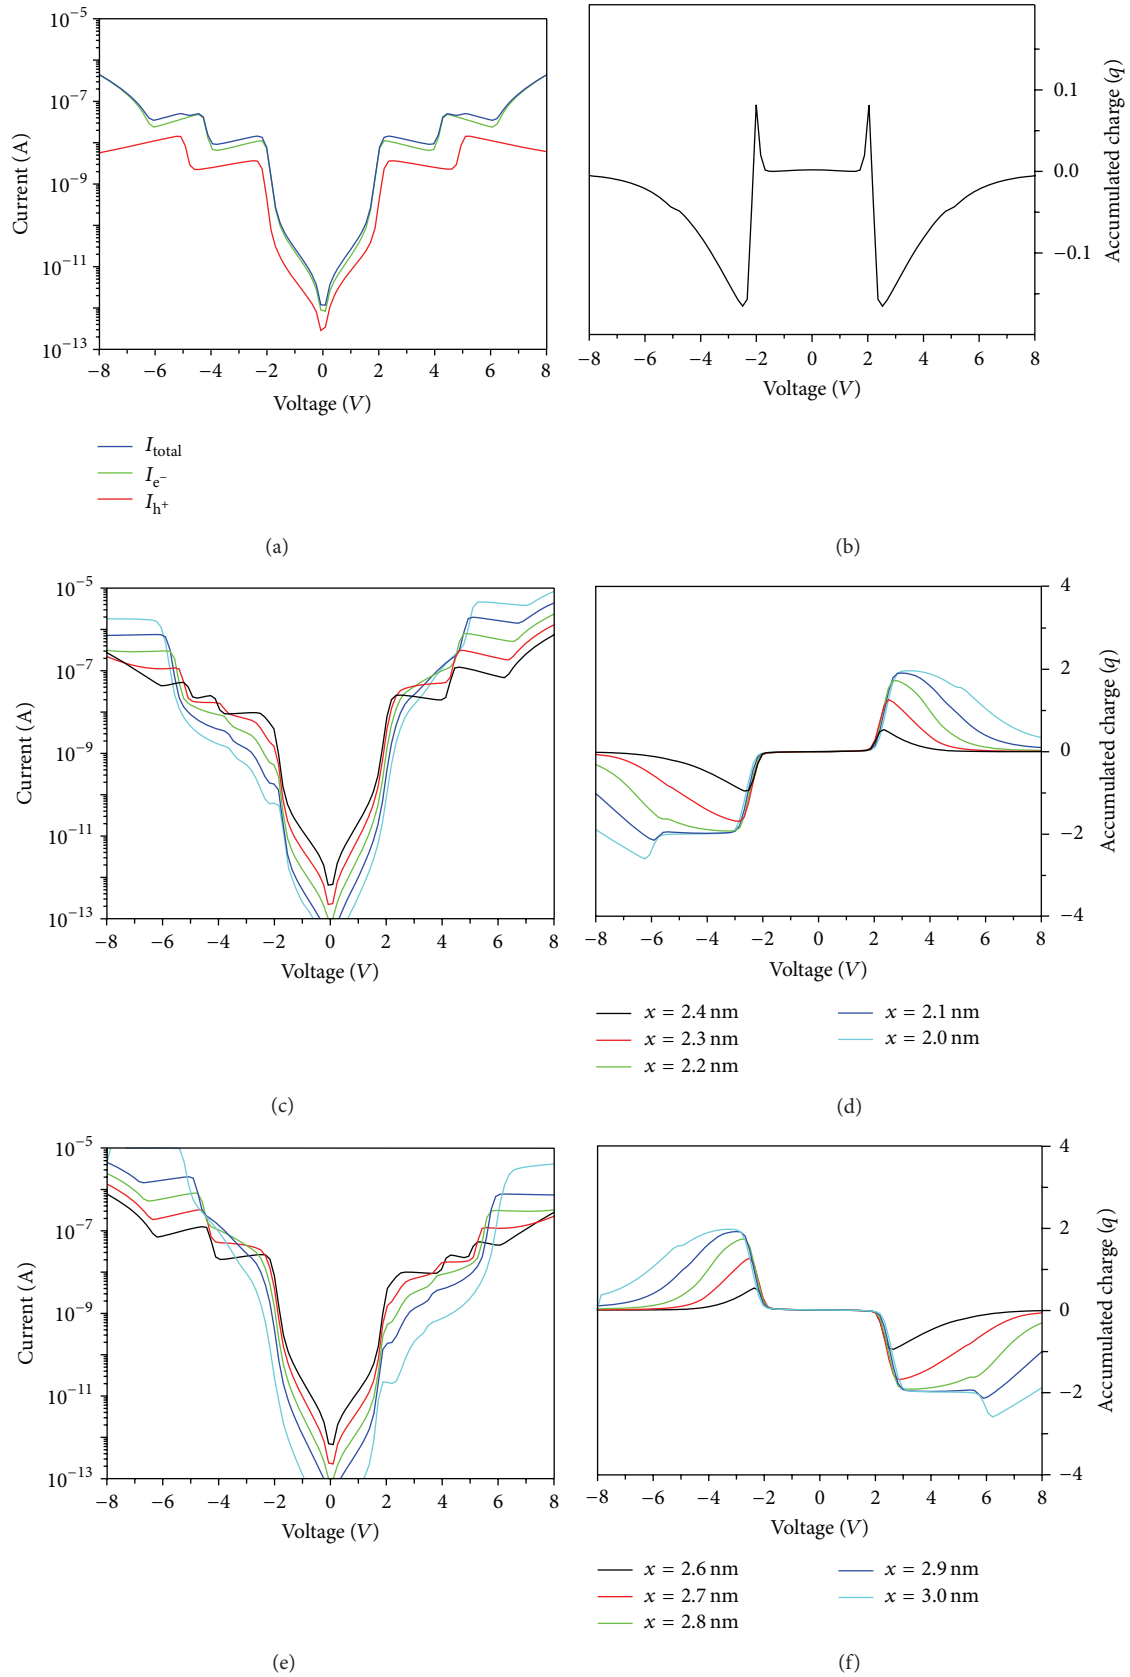 10⁻⁵
10⁻⁷
10⁻⁹
10⁻¹¹
10⁻¹³
Current (A)
−8 −6 −4 −2 0 2 4 6 8
Voltage (V)
I_total
I_e⁻
I_h⁺
(a)
0.1
0.0
−0.1
Accumulated charge (q)
−8 −6 −4 −2 0 2 4 6 8
Voltage (V)
(b)
10⁻⁵
10⁻⁷
10⁻⁹
10⁻¹¹
10⁻¹³
Current (A)
−8 −6 −4 −2 0 2 4 6 8
Voltage (V)
(c)
4
2
0
−2
−4
Accumulated charge (q)
−8 −6 −4 −2 0 2 4 6 8
Voltage (V)
x = 2.4 nm
x = 2.3 nm
x = 2.2 nm
x = 2.1 nm
x = 2.0 nm
(d)
10⁻⁵
10⁻⁷
10⁻⁹
10⁻¹¹
10⁻¹³
Current (A)
−8 −6 −4 −2 0 2 4 6 8
Voltage (V)
(e)
4
2
0
−2
−4
Accumulated charge (q)
−8 −6 −4 −2 0 2 4 6 8
Voltage (V)
x = 2.6 nm
x = 2.7 nm
x = 2.8 nm
x = 2.9 nm
x = 3.0 nm
(f)